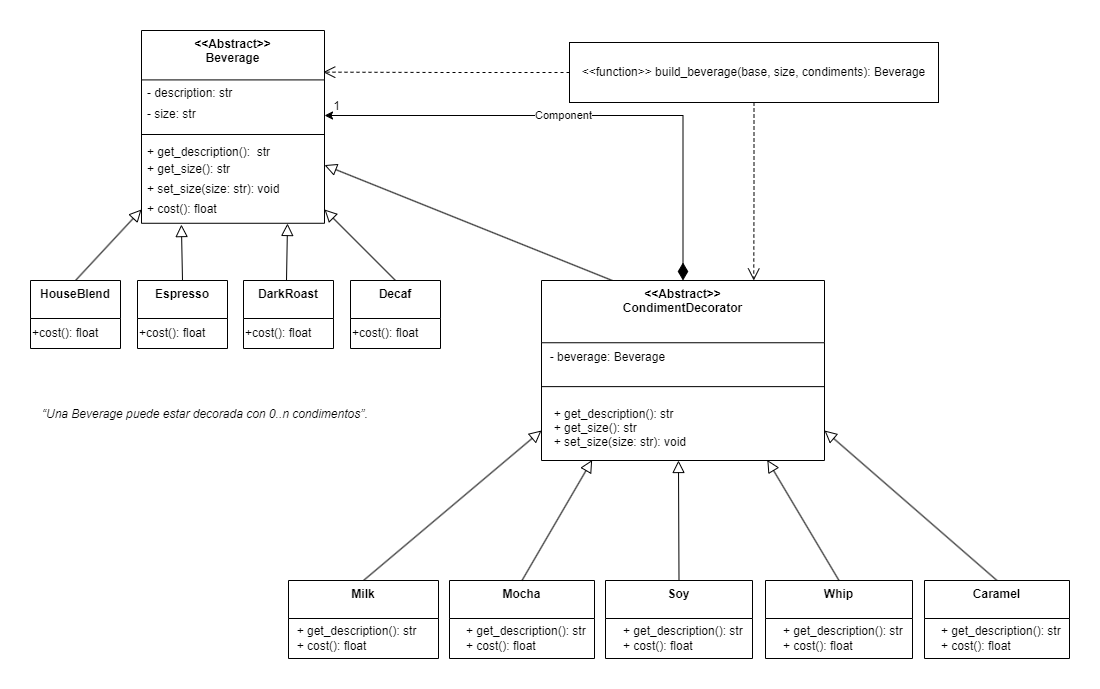 <<Abstract>>
Beverage
- description: str
- size: str
+ get_description():  str
+ get_size(): str
+ set_size(size: str): void
+ cost(): float
<<function>> build_beverage(base, size, condiments): Beverage
1
Component
HouseBlend
+cost(): float
Espresso
+cost(): float
DarkRoast
+cost(): float
Decaf
+cost(): float
<<Abstract>>
CondimentDecorator
- beverage: Beverage
+ get_description(): str
+ get_size(): str
+ set_size(size: str): void
“Una Beverage puede estar decorada con 0..n condimentos”.
Milk
+ get_description(): str
+ cost(): float
Mocha
+ get_description(): str
+ cost(): float
Soy
+ get_description(): str
+ cost(): float
Whip
+ get_description(): str
+ cost(): float
Caramel
+ get_description(): str
+ cost(): float